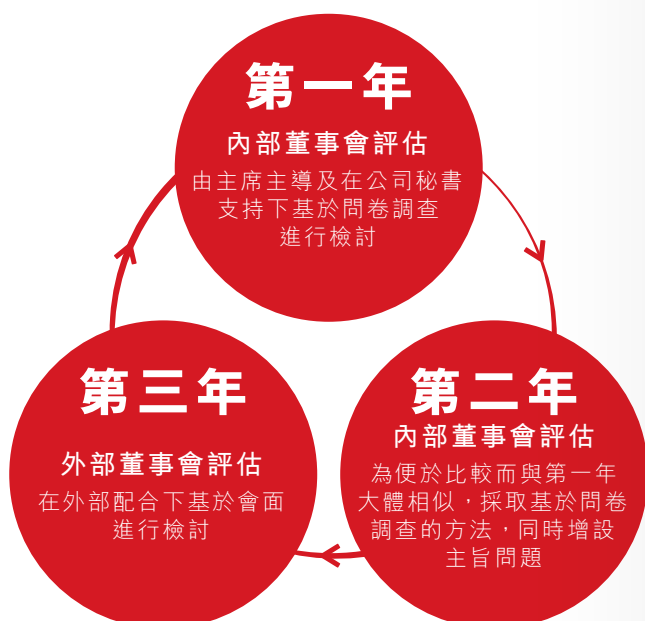 第一年
內部董事會評估
由主席主導及在公司秘書
支持下基於問卷調查
進行檢討
第二年
內部董事會評估
為便於比較而與第一年
大體相似，採取基於問卷
調查的方法，同時增設
主旨問題
第三年
外部董事會評估
在外部配合下基於會面
進行檢討